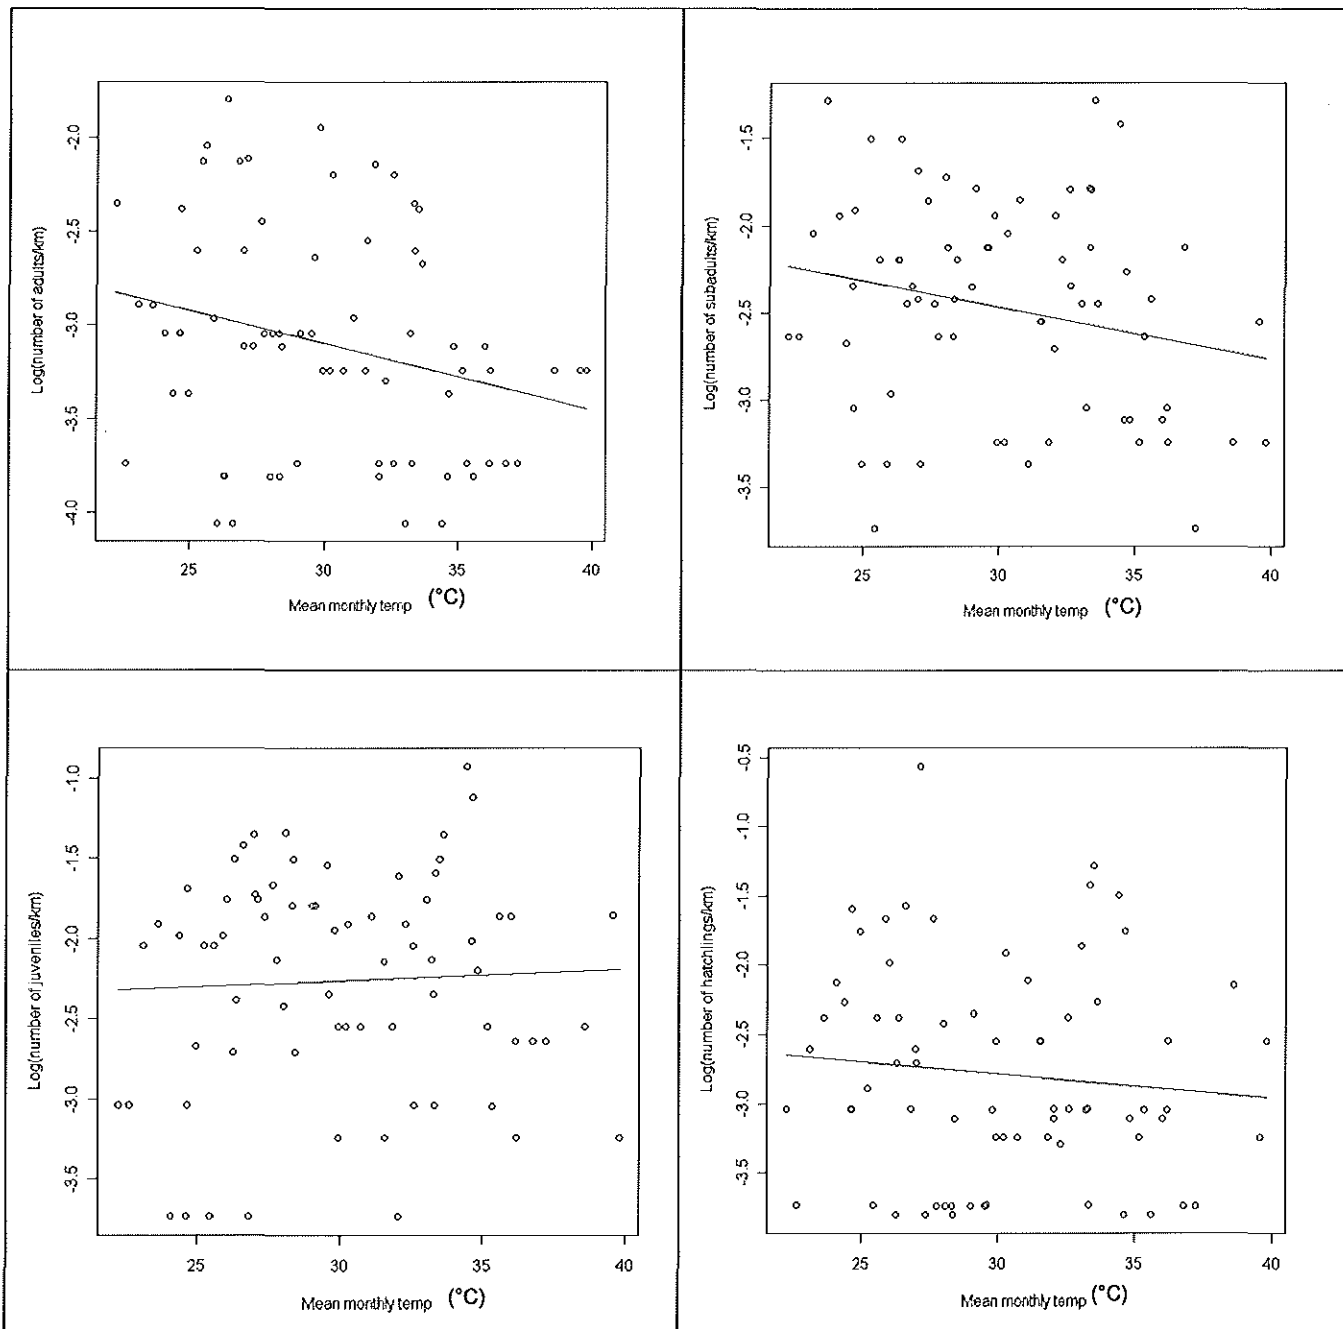 Log(number of adults/km)
-2.0
-2.5
-3.0
-3.5
-4.0
25 30 35 40
Mean monthly temp (°C)
Log(number of subadults/km)
-1.5
-2.0
-2.5
-3.0
-3.5
25 30 35 40
Mean monthly temp (°C)
Log(number of juveniles/km)
-1.0
-1.5
-2.0
-2.5
-3.0
-3.5
25 30 35 40
Mean monthly temp (°C)
Log(number of hatchlings/km)
-0.5
-1.0
-1.5
-2.0
-2.5
-3.0
-3.5
25 30 35 40
Mean monthly temp (°C)